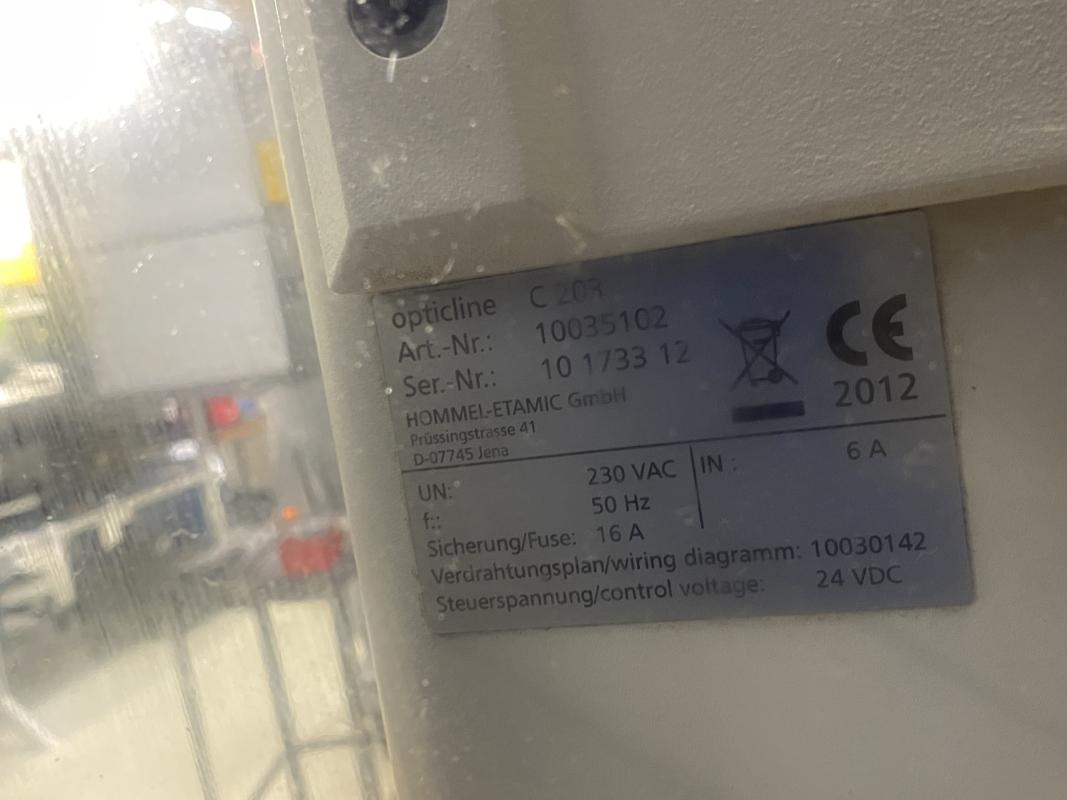 opticline C 203
Art.-Nr.: 10035102
Ser.-Nr.: 10 1733 12
HOMMEL-ETAMIC GmbH
Prüssingstrasse 41
D-07745 Jena
CE
2012
UN: 230 VAC IN : 6 A
f:: 50 Hz
Sicherung/Fuse: 16 A
Verdrahtungsplan/wiring diagramm: 10030142
Steuerspannung/control voltage: 24 VDC